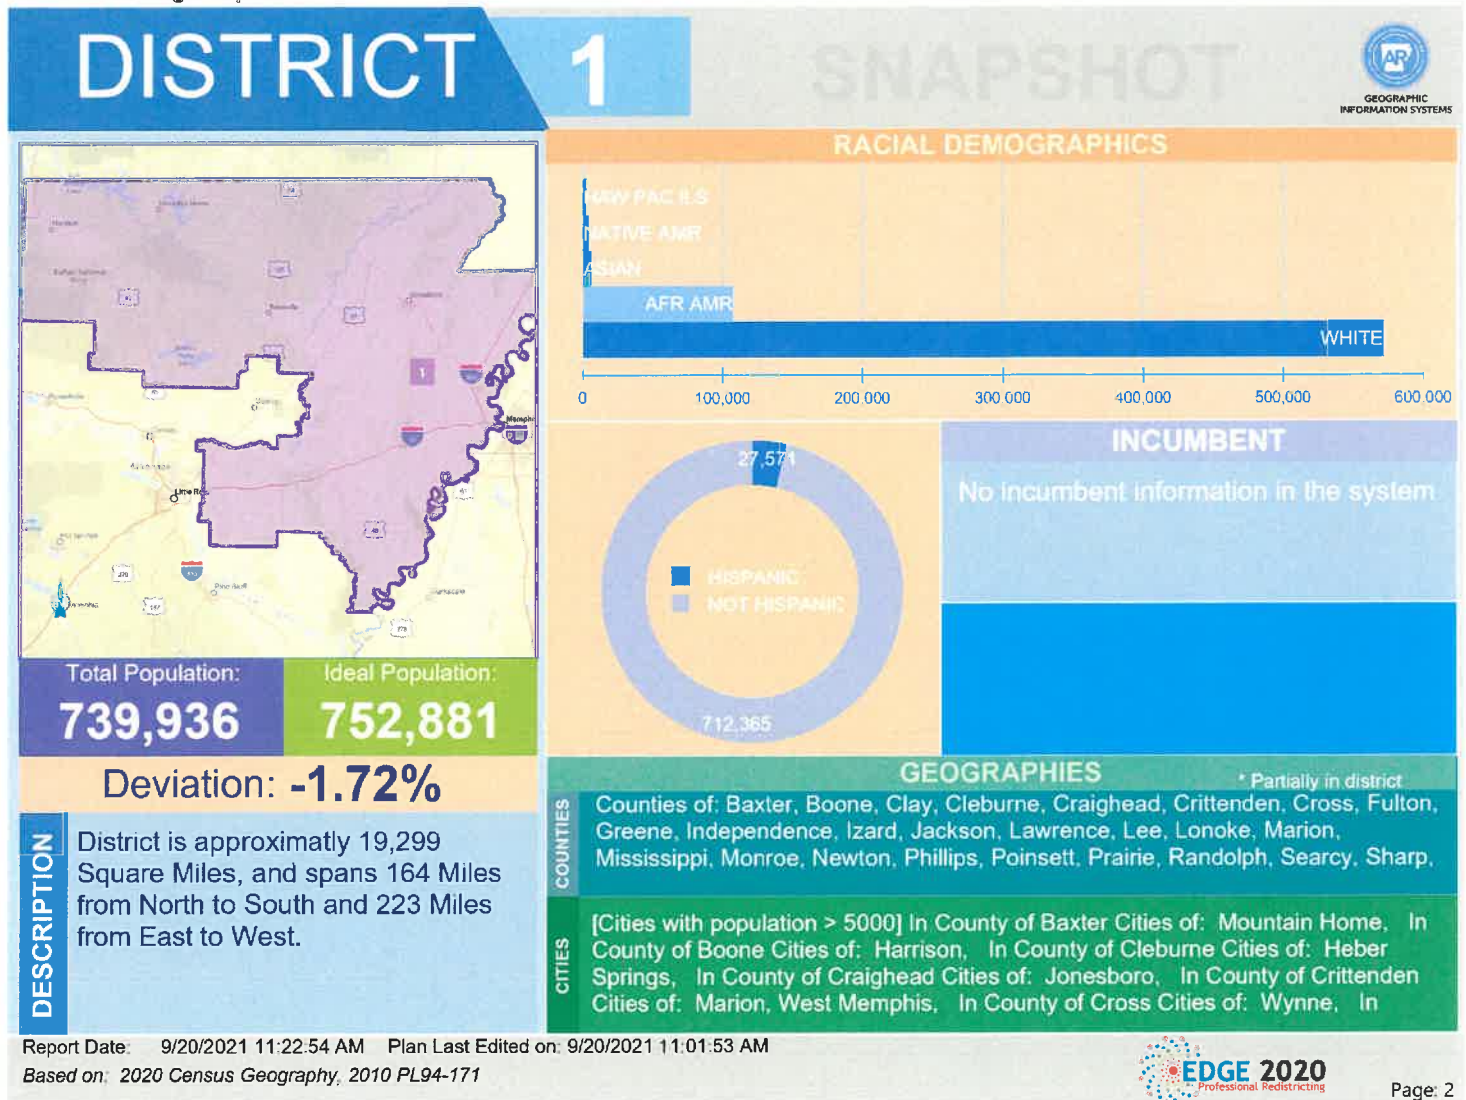 DISTRICT 1
SNAPSHOT
AR
GEOGRAPHIC
INFORMATION SYSTEMS
RACIAL DEMOGRAPHICS
HAW PAC ILS
NATIVE AMR
ASIAN
AFR AMR
WHITE
0 100,000 200,000 300,000 400,000 500,000 600,000
1
Memphis
Little Rock
27,571
HISPANIC
NOT HISPANIC
712,365
INCUMBENT
No incumbent information in the system
Total Population:
739,936
Ideal Population:
752,881
Deviation: -1.72%
DESCRIPTION
District is approximatly 19,299
Square Miles, and spans 164 Miles
from North to South and 223 Miles
from East to West.
GEOGRAPHIES
* Partially in district
COUNTIES
Counties of: Baxter, Boone, Clay, Cleburne, Craighead, Crittenden, Cross, Fulton,
Greene, Independence, Izard, Jackson, Lawrence, Lee, Lonoke, Marion,
Mississippi, Monroe, Newton, Phillips, Poinsett, Prairie, Randolph, Searcy, Sharp,
CITIES
[Cities with population > 5000] In County of Baxter Cities of: Mountain Home, In
County of Boone Cities of: Harrison, In County of Cleburne Cities of: Heber
Springs, In County of Craighead Cities of: Jonesboro, In County of Crittenden
Cities of: Marion, West Memphis, In County of Cross Cities of: Wynne, In
Report Date: 9/20/2021 11:22:54 AM Plan Last Edited on: 9/20/2021 11:01:53 AM
Based on: 2020 Census Geography, 2010 PL94-171
EDGE 2020
Professional Redistricting
Page: 2